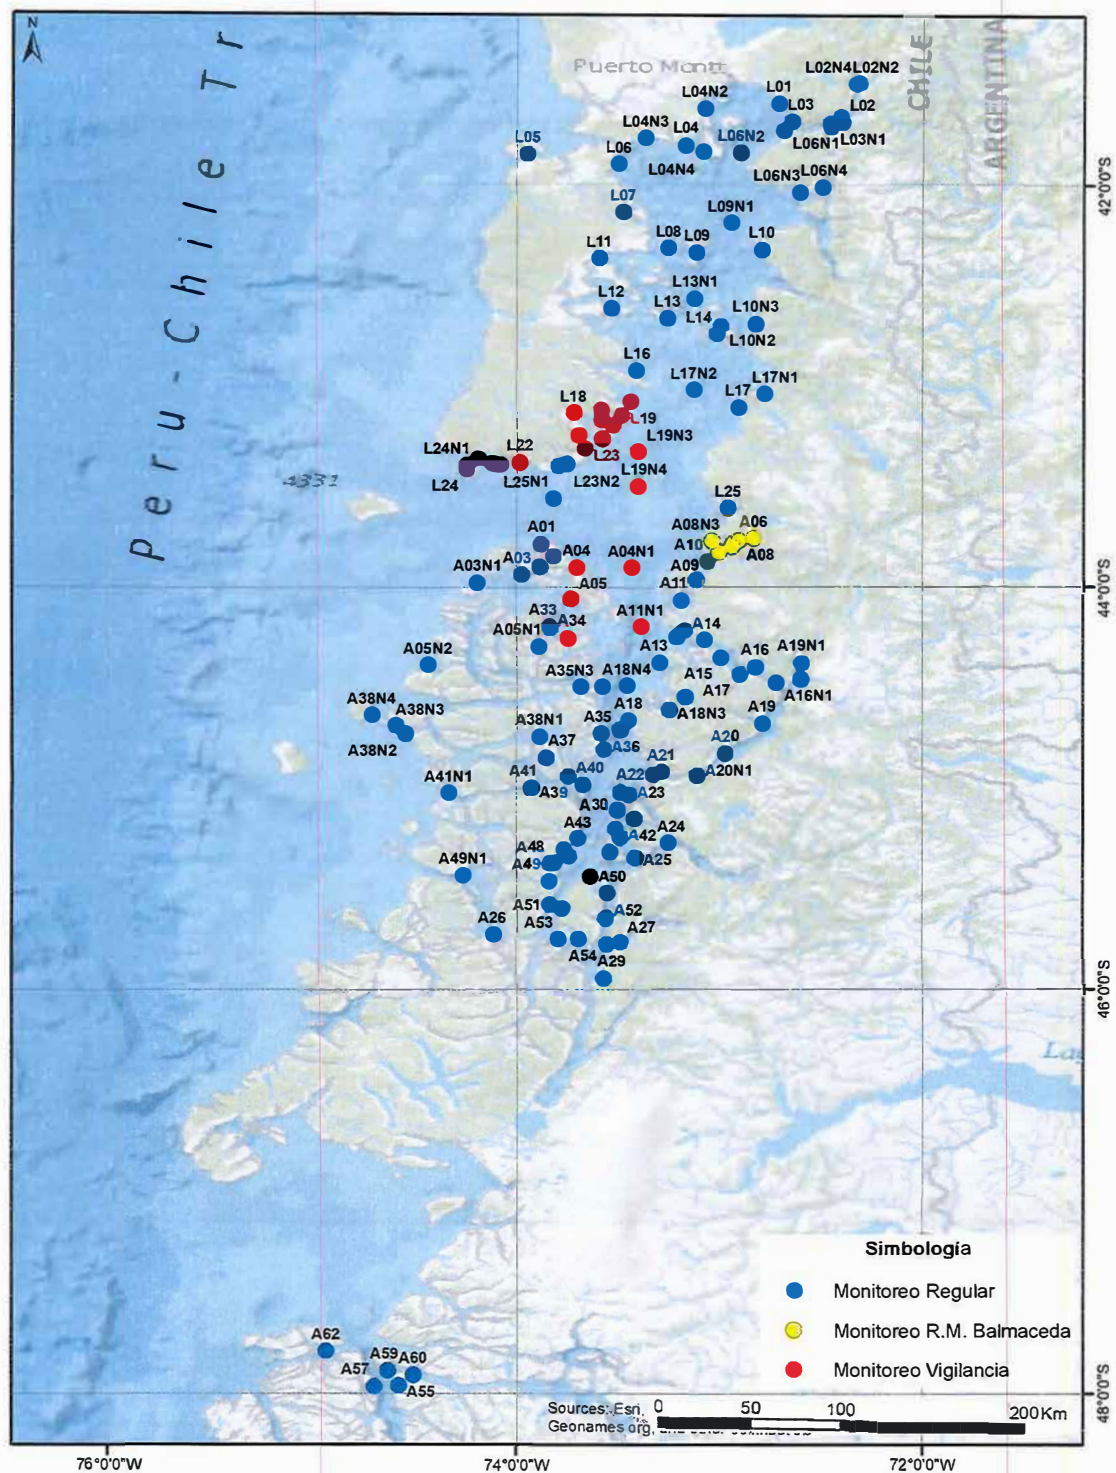 N
Peru-Chile Tr
Puerto Montt
CHILE
ARGENTINA
L02N4 L02N2
L01
L04N2
L03
L02
L04N3
L04
L06N2
L05
L06N1
L03N1
L06
L04N4
L06N3
L06N4
42°0'0"S
L07
L09N1
L08
L09
L10
L11
L13N1
L12
L13
L14
L10N3
L10N2
L16
L17N2
L17N1
L17
L18
L19
L19N3
L24N1
L22
L23
L24
L25N1
L23N2
L19N4
4331
L25
A06
A08N3
A01
A10
A08
A03
A04
A04N1
A03N1
A09
44°0'0"S
A05
A11
A33
A34
A11N1
A05N1
A14
A05N2
A13
A16
A19N1
A35N3
A18N4
A15
A17
A16N1
A38N4
A38N3
A18
A18N3
A19
A38N1
A35
A38N2
A37
A36
A20
A41
A40
A21
A41N1
A39
A22
A23
A20N1
A30
A43
A42
A24
A48
A49
A25
A49N1
A50
A51
A52
A26
A53
A27
A54
A29
46°0'0"S
Simbología
Monitoreo Regular
Monitoreo R.M. Balmaceda
Monitoreo Vigilancia
A62
A59
A60
A57
A55
48°0'0"S
Sources: Esri,
Geonames org,
0 50 100 200 Km
76°0'0"W 74°0'0"W 72°0'0"W